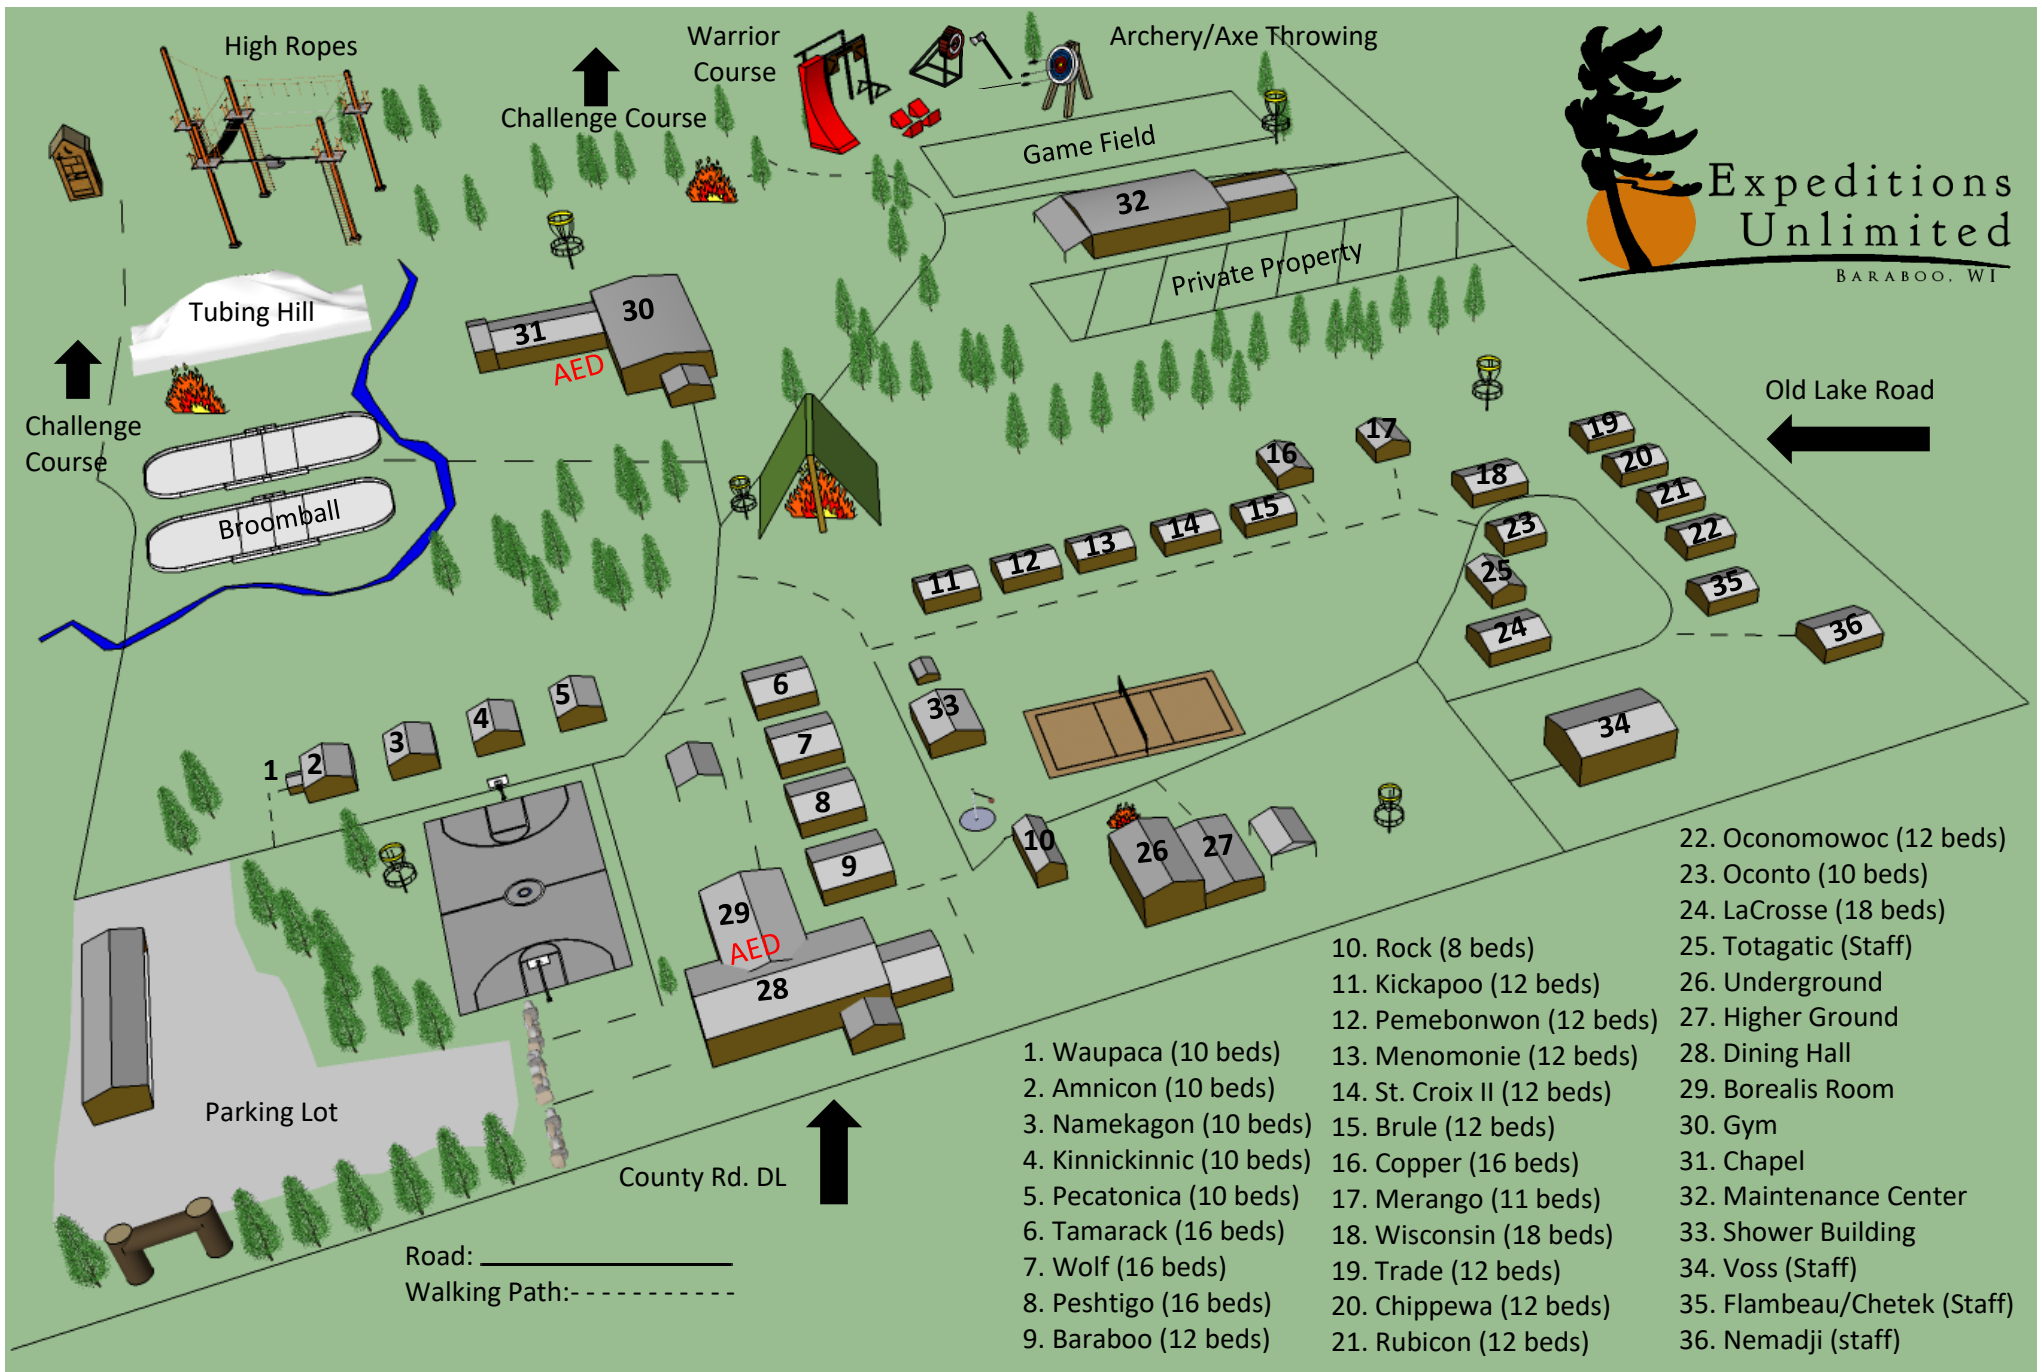 High Ropes
Challenge Course
Warrior
Course
Archery/Axe Throwing
Game Field
32
Private Property
Expeditions
Unlimited
BARABOO, WI
Tubing Hill
31
30
AED
Challenge
Course
Broomball
Old Lake Road
16
17
18
19
20
21
22
23
25
24
35
36
11
12
13
14
15
1
2
3
4
5
6
7
8
9
33
34
10
26
27
29
AED
28
Parking Lot
County Rd. DL
Road:
Walking Path:
1. Waupaca (10 beds)
2. Amnicon (10 beds)
3. Namekagon (10 beds)
4. Kinnickinnic (10 beds)
5. Pecatonica (10 beds)
6. Tamarack (16 beds)
7. Wolf (16 beds)
8. Peshtigo (16 beds)
9. Baraboo (12 beds)
10. Rock (8 beds)
11. Kickapoo (12 beds)
12. Pemebonwon (12 beds)
13. Menomonie (12 beds)
14. St. Croix II (12 beds)
15. Brule (12 beds)
16. Copper (16 beds)
17. Merango (11 beds)
18. Wisconsin (18 beds)
19. Trade (12 beds)
20. Chippewa (12 beds)
21. Rubicon (12 beds)
22. Oconomowoc (12 beds)
23. Oconto (10 beds)
24. LaCrosse (18 beds)
25. Totagatic (Staff)
26. Underground
27. Higher Ground
28. Dining Hall
29. Borealis Room
30. Gym
31. Chapel
32. Maintenance Center
33. Shower Building
34. Voss (Staff)
35. Flambeau/Chetek (Staff)
36. Nemadji (staff)